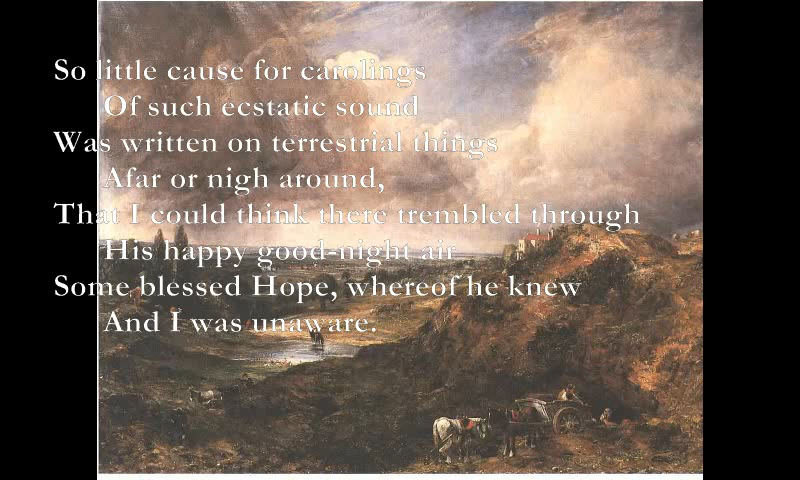 So little cause for carolings
Of such ecstatic sound
Was written on terrestrial things
Afar or nigh around,
That I could think there trembled through
His happy good-night air
Some blessed Hope, whereof he knew
And I was unaware.